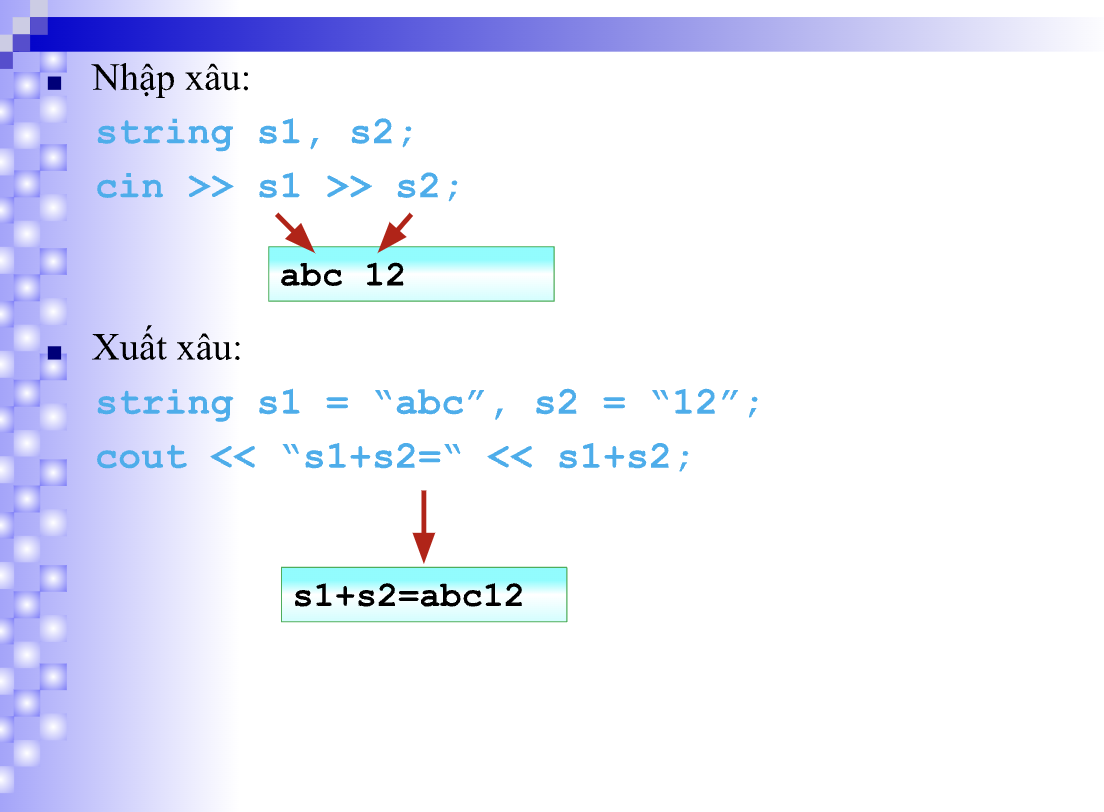 Nhập xâu:
string s1, s2;
cin >> s1 >> s2;
abc 12
Xuất xâu:
string s1 = “abc”, s2 = “12”;
cout << “s1+s2=“ << s1+s2;
s1+s2=abc12